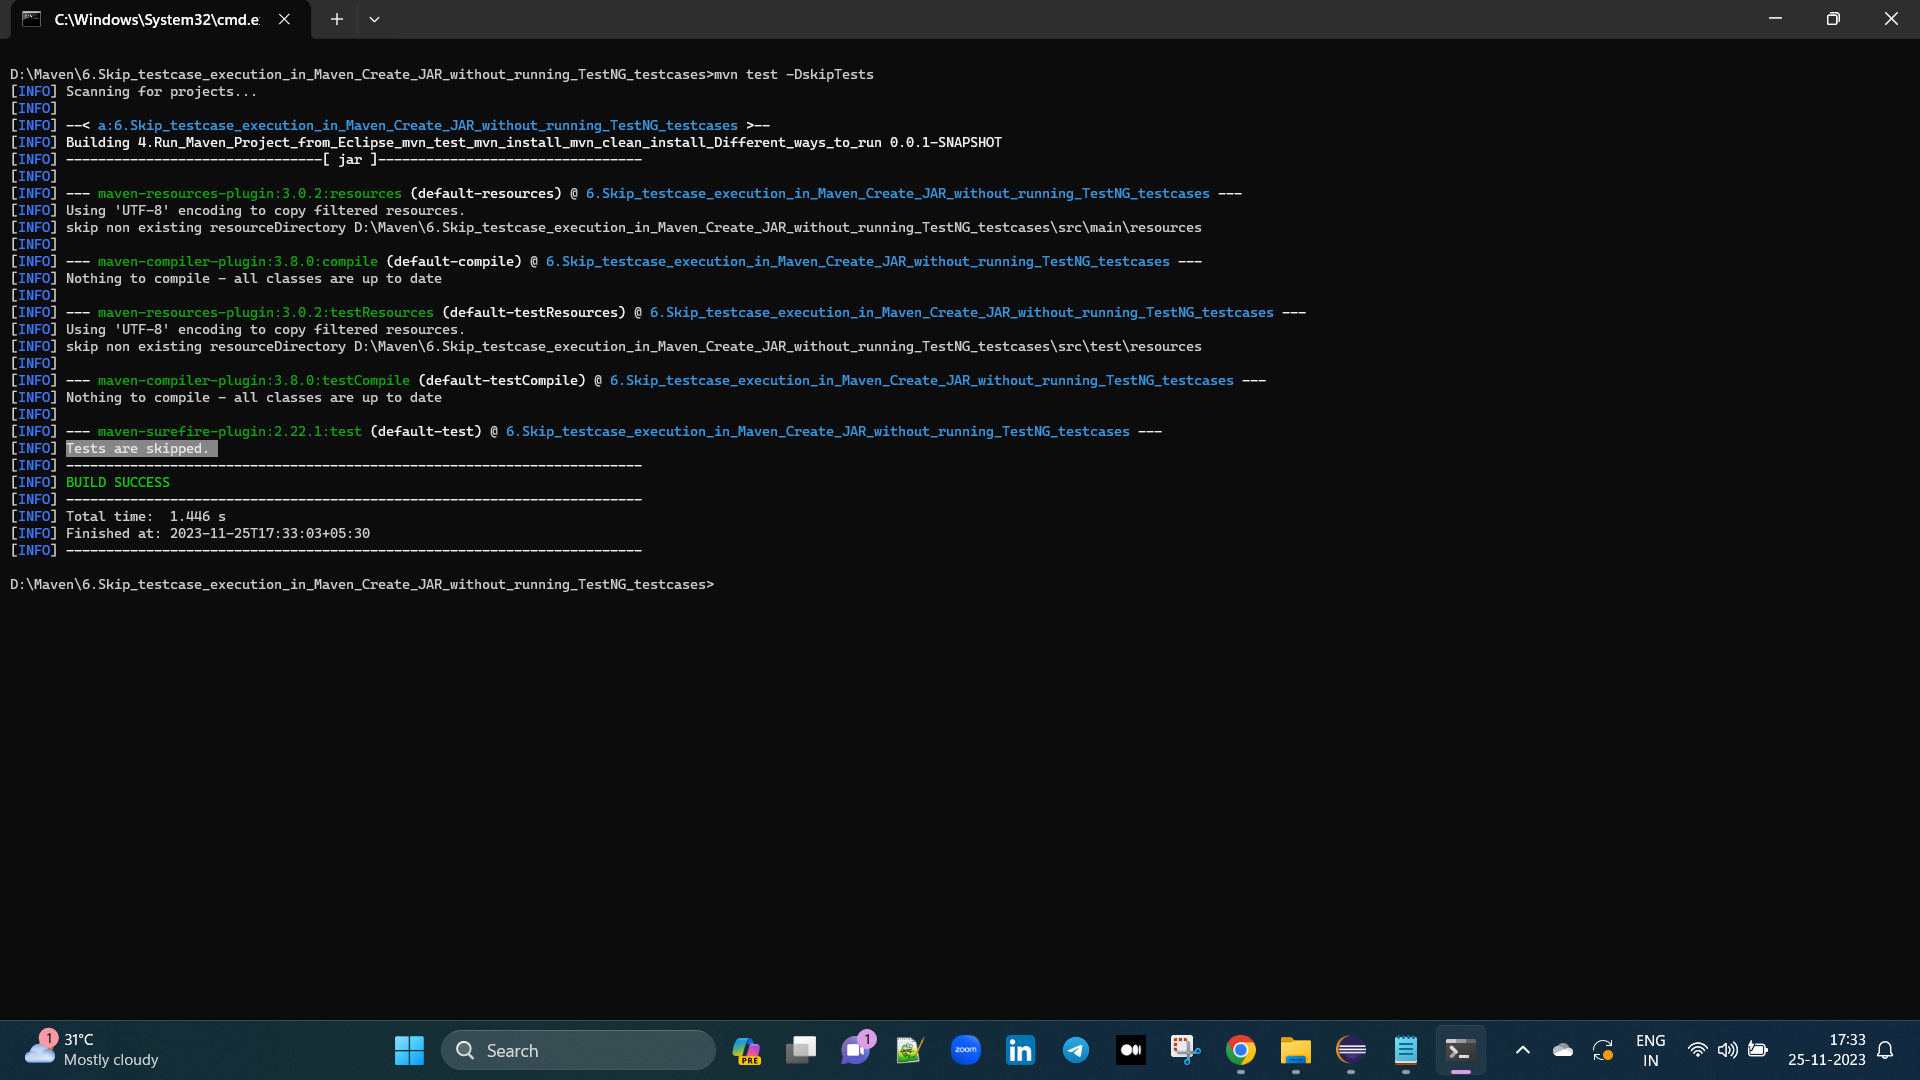 C:\Windows\System32\cmd.e
D:\Maven\6.Skip_testcase_execution_in_Maven_Create_JAR_without_running_TestNG_testcases>mvn test -DskipTests
[INFO] Scanning for projects...
[INFO]
[INFO] --< a:6.Skip_testcase_execution_in_Maven_Create_JAR_without_running_TestNG_testcases >--
[INFO] Building 4.Run_Maven_Project_from_Eclipse_mvn_test_mvn_install_mvn_clean_install_Different_ways_to_run 0.0.1-SNAPSHOT
[INFO] --------------------------------[ jar ]---------------------------------
[INFO]
[INFO] --- maven-resources-plugin:3.0.2:resources (default-resources) @ 6.Skip_testcase_execution_in_Maven_Create_JAR_without_running_TestNG_testcases ---
[INFO] Using 'UTF-8' encoding to copy filtered resources.
[INFO] skip non existing resourceDirectory D:\Maven\6.Skip_testcase_execution_in_Maven_Create_JAR_without_running_TestNG_testcases\src\main\resources
[INFO]
[INFO] --- maven-compiler-plugin:3.8.0:compile (default-compile) @ 6.Skip_testcase_execution_in_Maven_Create_JAR_without_running_TestNG_testcases ---
[INFO] Nothing to compile - all classes are up to date
[INFO]
[INFO] --- maven-resources-plugin:3.0.2:testResources (default-testResources) @ 6.Skip_testcase_execution_in_Maven_Create_JAR_without_running_TestNG_testcases ---
[INFO] Using 'UTF-8' encoding to copy filtered resources.
[INFO] skip non existing resourceDirectory D:\Maven\6.Skip_testcase_execution_in_Maven_Create_JAR_without_running_TestNG_testcases\src\test\resources
[INFO]
[INFO] --- maven-compiler-plugin:3.8.0:testCompile (default-testCompile) @ 6.Skip_testcase_execution_in_Maven_Create_JAR_without_running_TestNG_testcases ---
[INFO] Nothing to compile - all classes are up to date
[INFO]
[INFO] --- maven-surefire-plugin:2.22.1:test (default-test) @ 6.Skip_testcase_execution_in_Maven_Create_JAR_without_running_TestNG_testcases ---
[INFO] Tests are skipped.
[INFO] ------------------------------------------------------------------------
[INFO] BUILD SUCCESS
[INFO] ------------------------------------------------------------------------
[INFO] Total time:  1.446 s
[INFO] Finished at: 2023-11-25T17:33:03+05:30
[INFO] ------------------------------------------------------------------------
D:\Maven\6.Skip_testcase_execution_in_Maven_Create_JAR_without_running_TestNG_testcases>
1
31°C
Mostly cloudy
Search
PRE
1
zoom
in
ENG
IN
17:33
25-11-2023